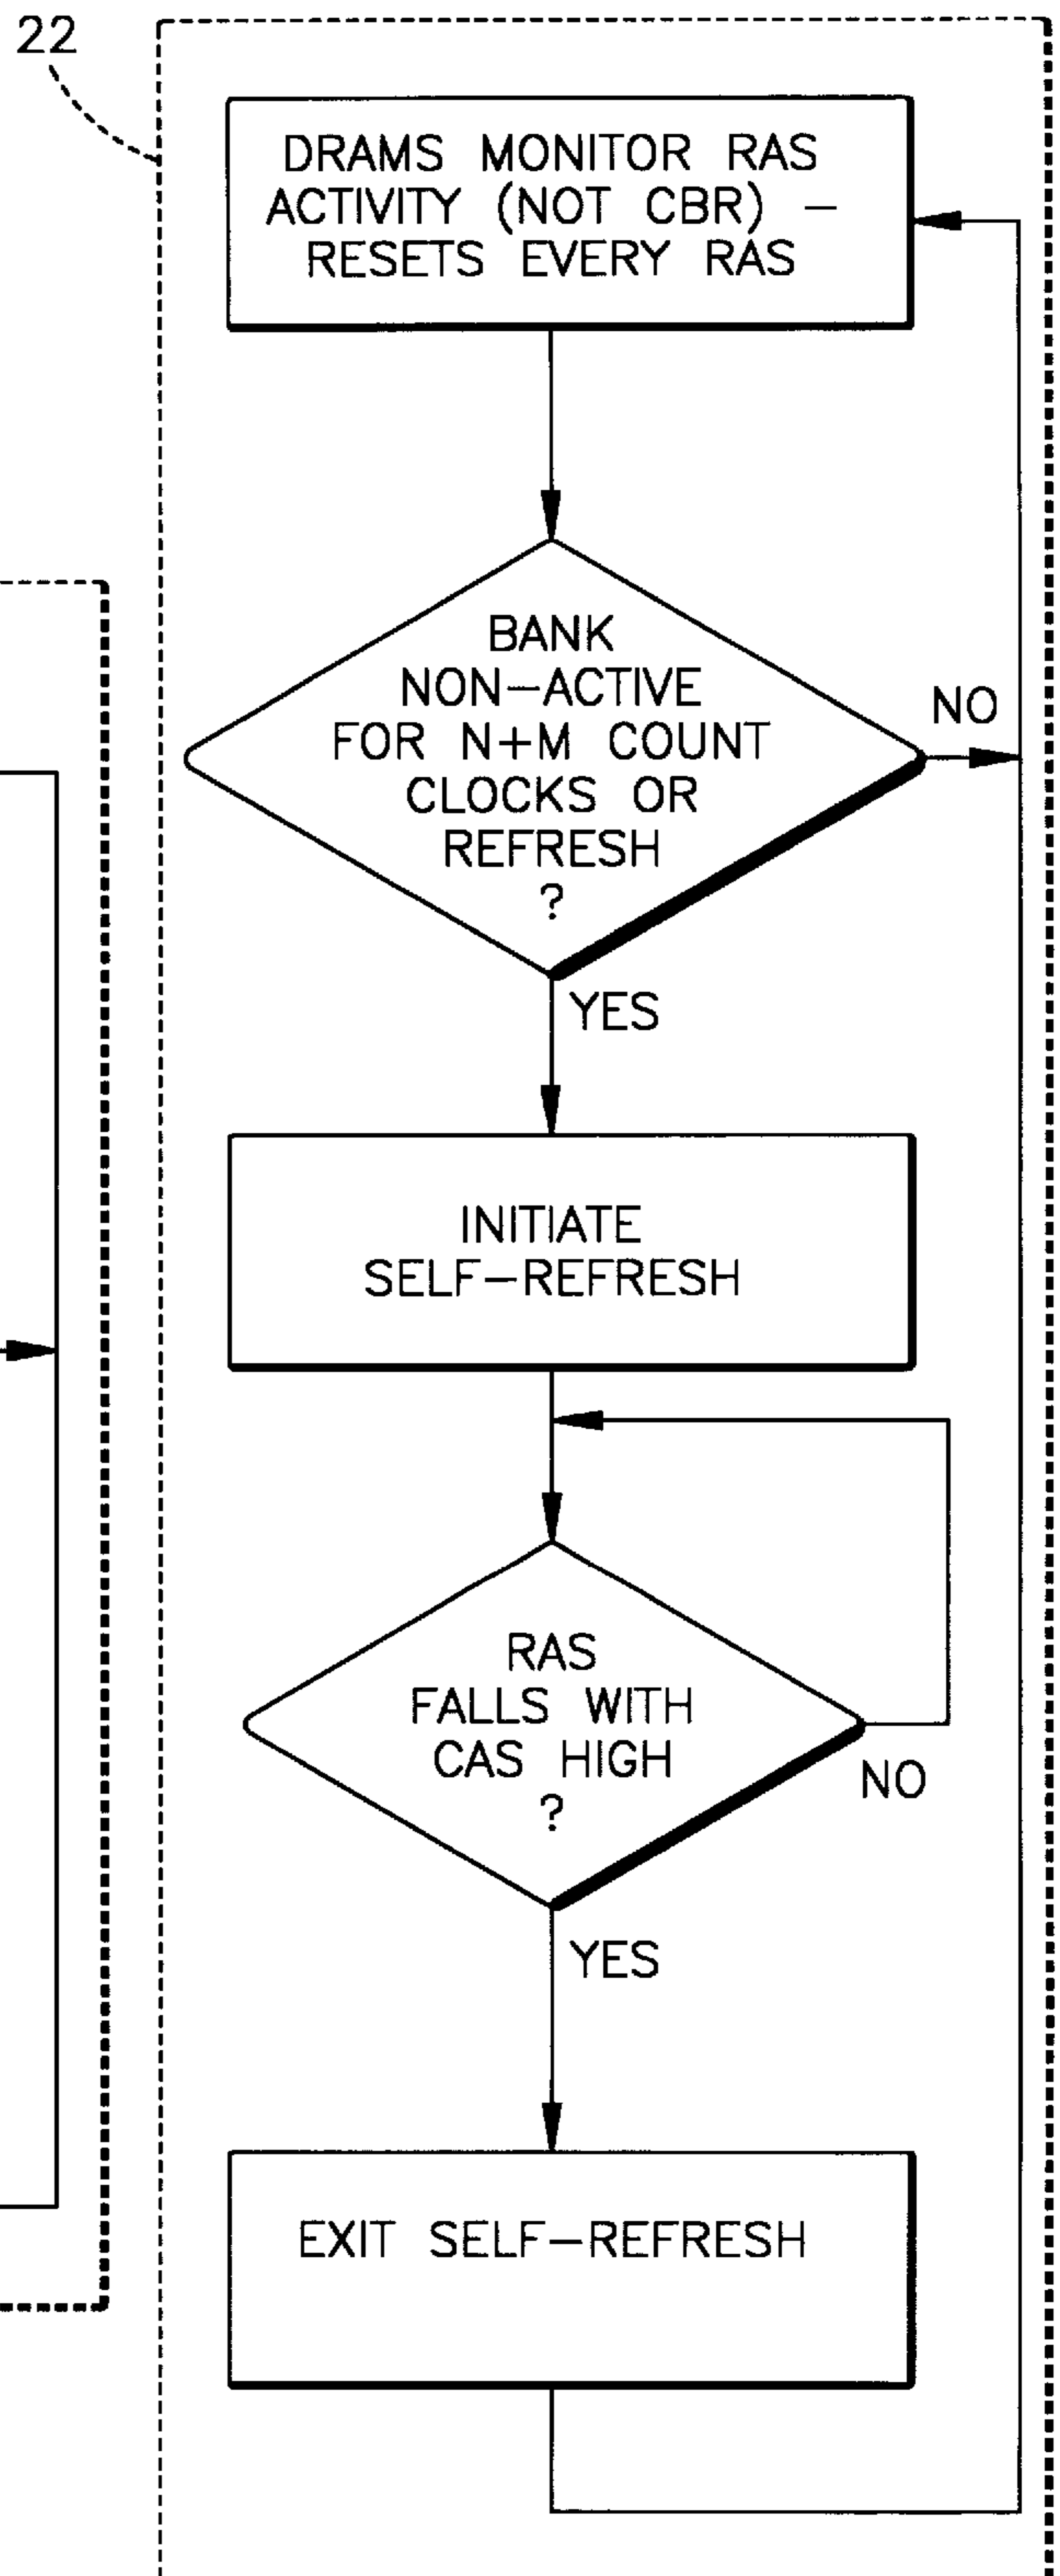 22
DRAMS MONITOR RAS
ACTIVITY (NOT CBR) –
RESETS EVERY RAS
BANK
NON–ACTIVE
FOR N+M COUNT
CLOCKS OR
REFRESH
?
NO
YES
INITIATE
SELF–REFRESH
RAS
FALLS WITH
CAS HIGH
?
NO
YES
EXIT SELF–REFRESH